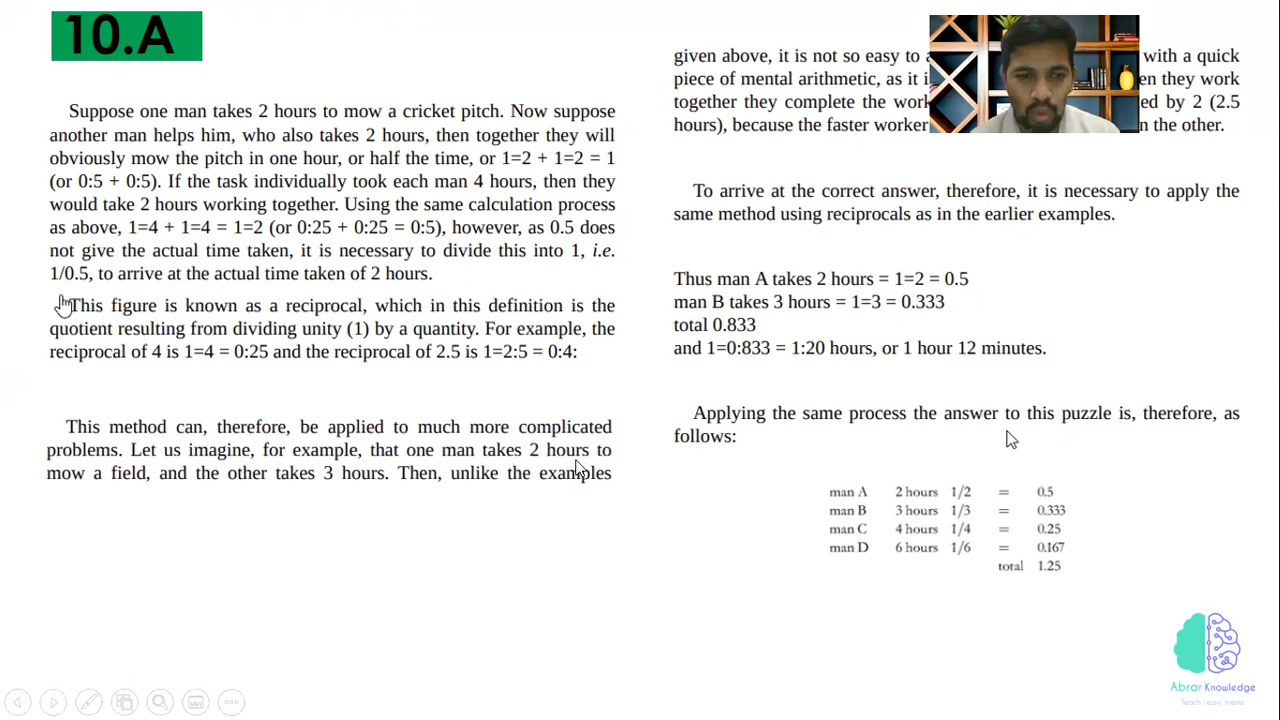 10.A
Suppose one man takes 2 hours to mow a cricket pitch. Now suppose
another man helps him, who also takes 2 hours, then together they will
obviously mow the pitch in one hour, or half the time, or 1=2 + 1=2 = 1
(or 0:5 + 0:5). If the task individually took each man 4 hours, then they
would take 2 hours working together. Using the same calculation process
as above, 1=4 + 1=4 = 1=2 (or 0:25 + 0:25 = 0:5), however, as 0.5 does
not give the actual time taken, it is necessary to divide this into 1, i.e.
1/0.5, to arrive at the actual time taken of 2 hours.
This figure is known as a reciprocal, which in this definition is the
quotient resulting from dividing unity (1) by a quantity. For example, the
reciprocal of 4 is 1=4 = 0:25 and the reciprocal of 2.5 is 1=2:5 = 0:4:
This method can, therefore, be applied to much more complicated
problems. Let us imagine, for example, that one man takes 2 hours to
mow a field, and the other takes 3 hours. Then, unlike the examples
given above, it is not so easy to with a quick
piece of mental arithmetic, as it they work
together they complete the by 2 (2.5
hours), because the faster worker the other.
To arrive at the correct answer, therefore, it is necessary to apply the
same method using reciprocals as in the earlier examples.
Thus man A takes 2 hours = 1=2 = 0.5
man B takes 3 hours = 1=3 = 0.333
total 0.833
and 1=0:833 = 1:20 hours, or 1 hour 12 minutes.
Applying the same process the answer to this puzzle is, therefore, as
follows:
man A 2 hours 1/2 = 0.5
man B 3 hours 1/3 = 0.333
man C 4 hours 1/4 = 0.25
man D 6 hours 1/6 = 0.167
total 1.25
Abrar Knowledge